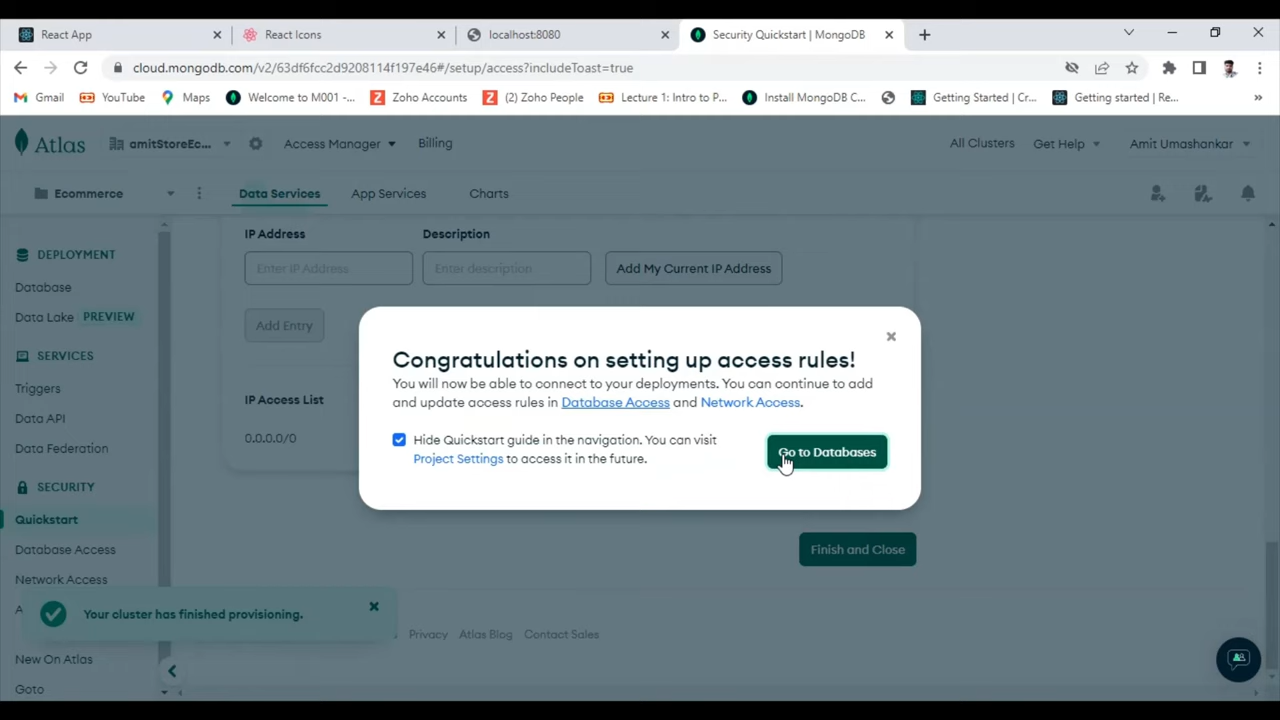 React App
React Icons
localhost:8080
Security Quickstart | MongoDB
cloud.mongodb.com/v2/63df6fcc2d9208114f197e46#/setup/access?includeToast=true
Gmail
YouTube
Maps
Welcome to M001 -...
Zoho Accounts
(2) Zoho People
Lecture 1: Intro to P...
Install MongoDB C...
Getting Started | Cr...
Getting started | Re...
»
Atlas
amitStoreEc...
Access Manager
Billing
All Clusters
Get Help
Amit Umashankar
Ecommerce
Data Services
App Services
Charts
DEPLOYMENT
Database
Data Lake PREVIEW
SERVICES
Triggers
Data API
Data Federation
SECURITY
Quickstart
Database Access
Network Access
A
New On Atlas
Goto
IP Address
Description
Enter IP Address
Enter description
Add My Current IP Address
Add Entry
IP Access List
0.0.0.0/0
Congratulations on setting up access rules!
You will now be able to connect to your deployments. You can continue to add
and update access rules in Database Access and Network Access.
Hide Quickstart guide in the navigation. You can visit
Project Settings to access it in the future.
Go to Databases
Finish and Close
Your cluster has finished provisioning.
Privacy
Atlas Blog
Contact Sales